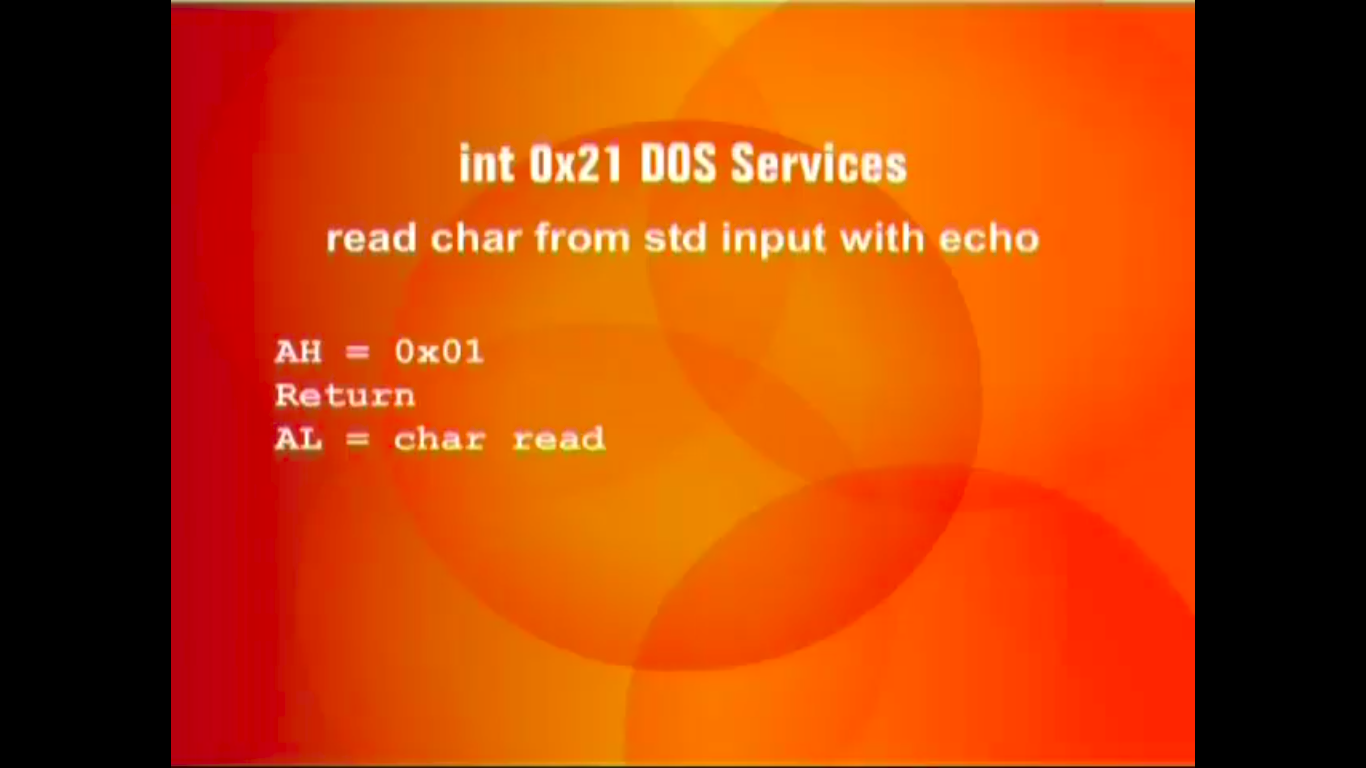 int 0x21 DOS Services
read char from std input with echo
AH = 0x01
Return
AL = char read